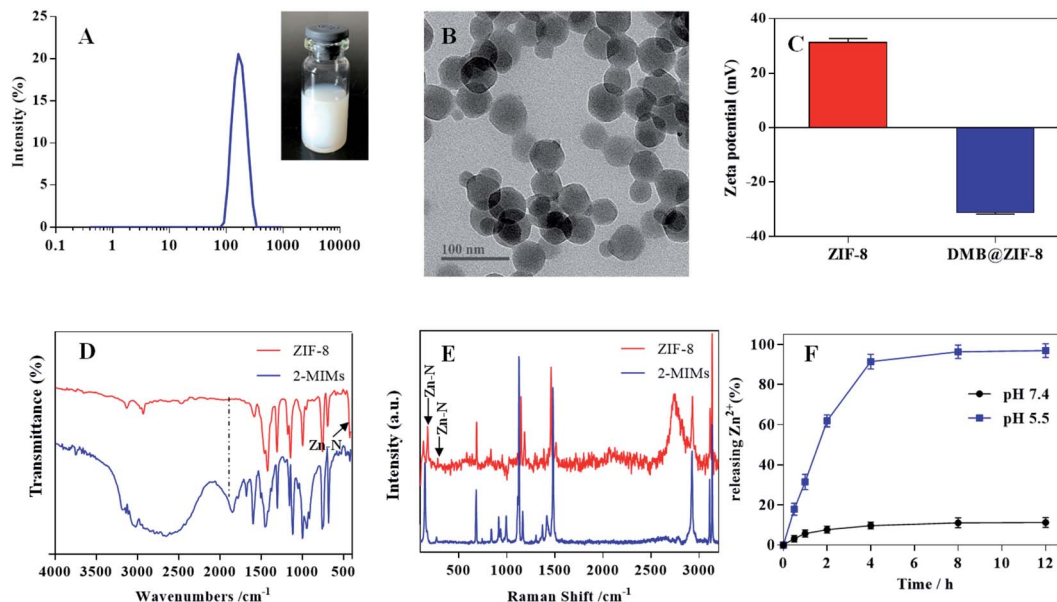 A
Intensity (%)
25
20
15
10
5
0
0.1 1 10 100 1000 10000
B
100 nm
C
Zeta potential (mV)
40
20
0
-20
-40
ZIF-8 DMB@ZIF-8
D
ZIF-8
2-MIMs
Zn-N
Transmittance (%)
4000 3500 3000 2500 2000 1500 1000 500
Wavenumbers /cm-1
E
ZIF-8
2-MIMs
Zn-N
Zn-N
Intensity (a.u.)
500 1000 1500 2000 2500 3000
Raman Shift /cm-1
F
releasing Zn2+(%)
100
80
60
40
20
0
pH 7.4
pH 5.5
0 2 4 6 8 10 12
Time / h